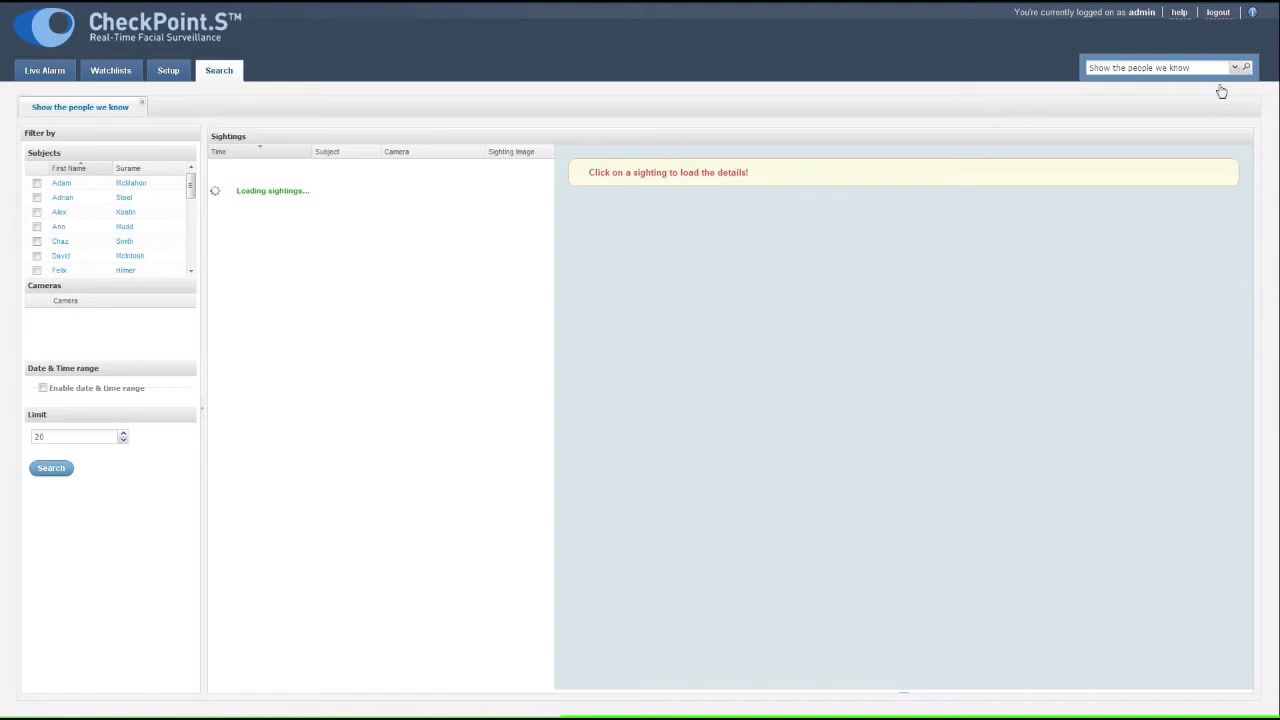 CheckPoint.S™
Real-Time Facial Surveillance
You're currently logged on as admin | help | logout
Live Alarm Watchlists Setup Search
Show the people we know
Show the people we know
Filter by
Subjects
First Name Surame
Adam McMahon
Adrian Steel
Alex Kostin
Ann Mudd
Chaz Smith
David McIntosh
Felix Hilmer
Cameras
Camera
Date & Time range
Enable date & time range
Limit
20
Search
Sightings
Time Subject Camera Sighting Image
Loading sightings...
Click on a sighting to load the details!